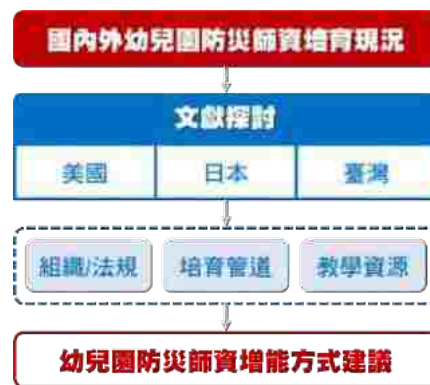 國內外幼兒園防災師資培育現況
文獻探討
美國 日本 臺灣
組織/法規 培育管道 教學資源
幼兒園防災師資增能方式建議